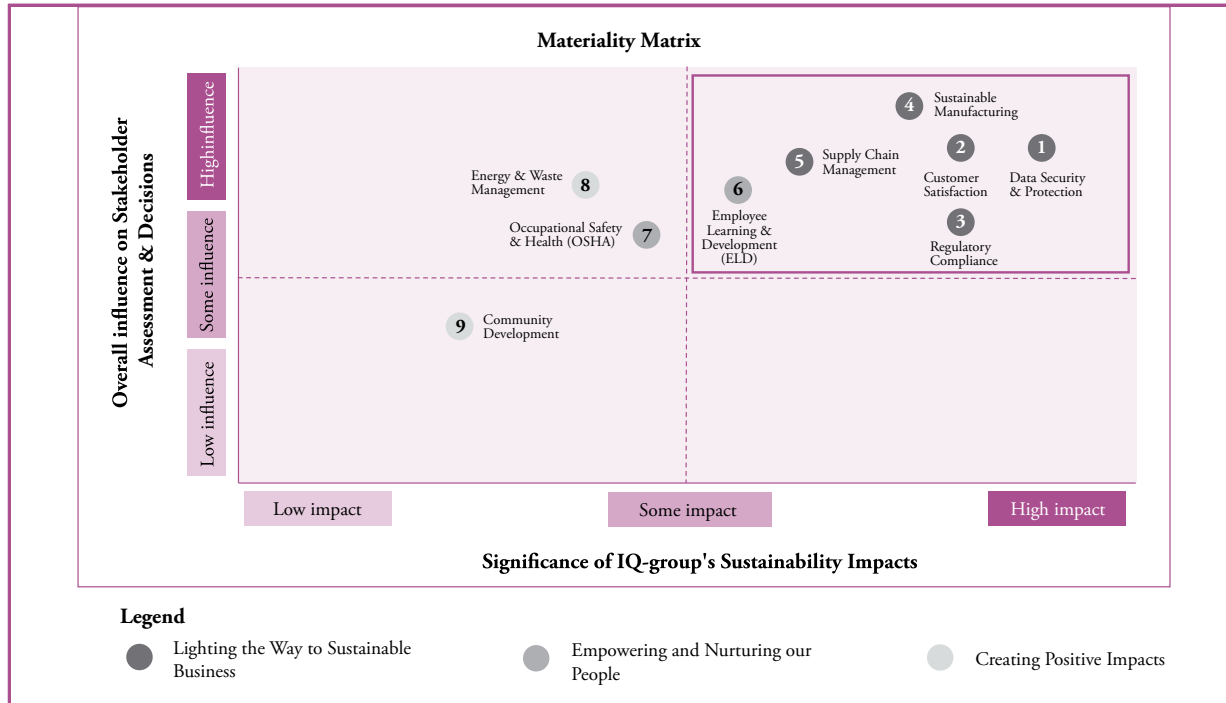 Materiality Matrix
Overall influence on Stakeholder
Assessment & Decisions
Highinfluence
Some influence
Low influence
4
Sustainable
Manufacturing
5
Supply Chain
Management
2
Customer
Satisfaction
1
Data Security
& Protection
Energy & Waste
Management
8
6
Employee
Learning &
Development
(ELD)
3
Regulatory
Compliance
Occupational Safety
& Health (OSHA)
7
9
Community
Development
Low impact
Some impact
High impact
Significance of IQ-group's Sustainability Impacts
Legend
Lighting the Way to Sustainable
Business
Empowering and Nurturing our
People
Creating Positive Impacts